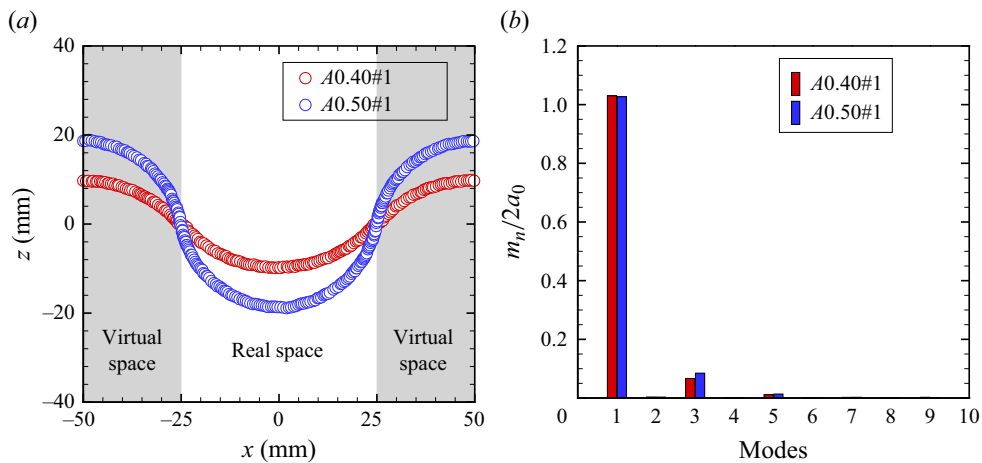 (a)
40
20
0
−20
−40
z (mm)
A0.40#1
A0.50#1
Virtual
space
Real space
Virtual
space
−50
−25
0
25
50
x (mm)
(b)
1.2
1.0
0.8
0.6
0.4
0.2
mₙ/2a₀
A0.40#1
A0.50#1
0
1
2
3
4
5
6
7
8
9
10
Modes